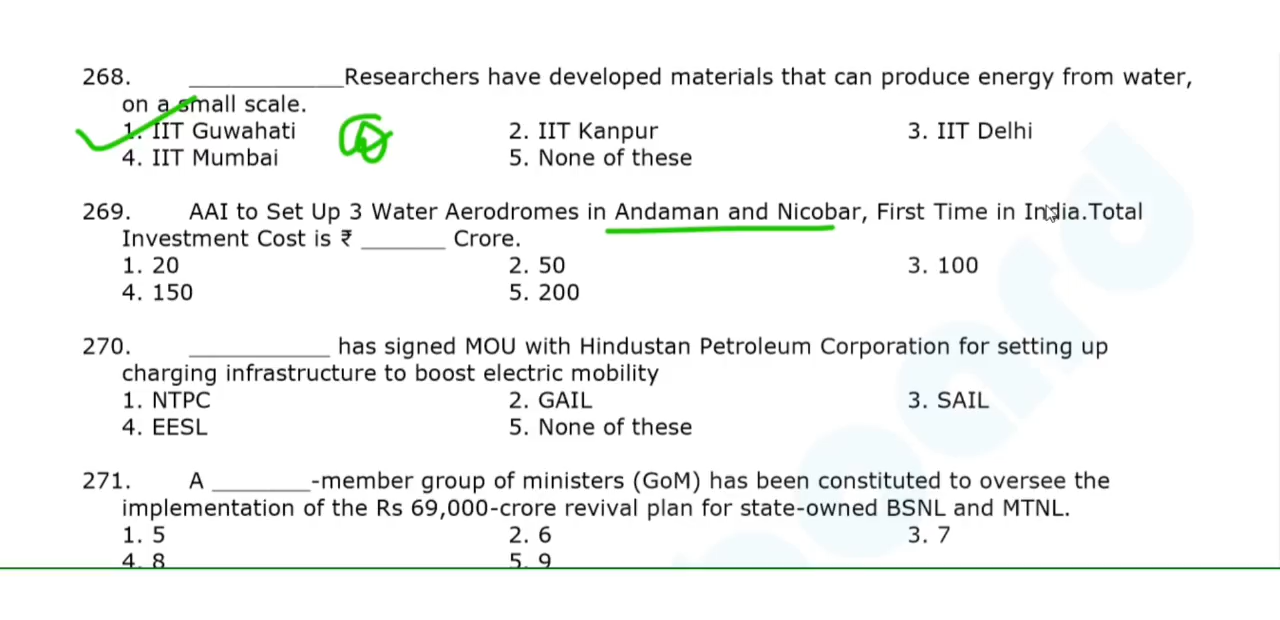 268. ____________Researchers have developed materials that can produce energy from water,
on a small scale.
1. IIT Guwahati 2. IIT Kanpur 3. IIT Delhi
4. IIT Mumbai 5. None of these
269. AAI to Set Up 3 Water Aerodromes in Andaman and Nicobar, First Time in India.Total
Investment Cost is ₹ _______ Crore.
1. 20 2. 50 3. 100
4. 150 5. 200
270. ___________ has signed MOU with Hindustan Petroleum Corporation for setting up
charging infrastructure to boost electric mobility
1. NTPC 2. GAIL 3. SAIL
4. EESL 5. None of these
271. A ________-member group of ministers (GoM) has been constituted to oversee the
implementation of the Rs 69,000-crore revival plan for state-owned BSNL and MTNL.
1. 5 2. 6 3. 7
4. 8 5. 9